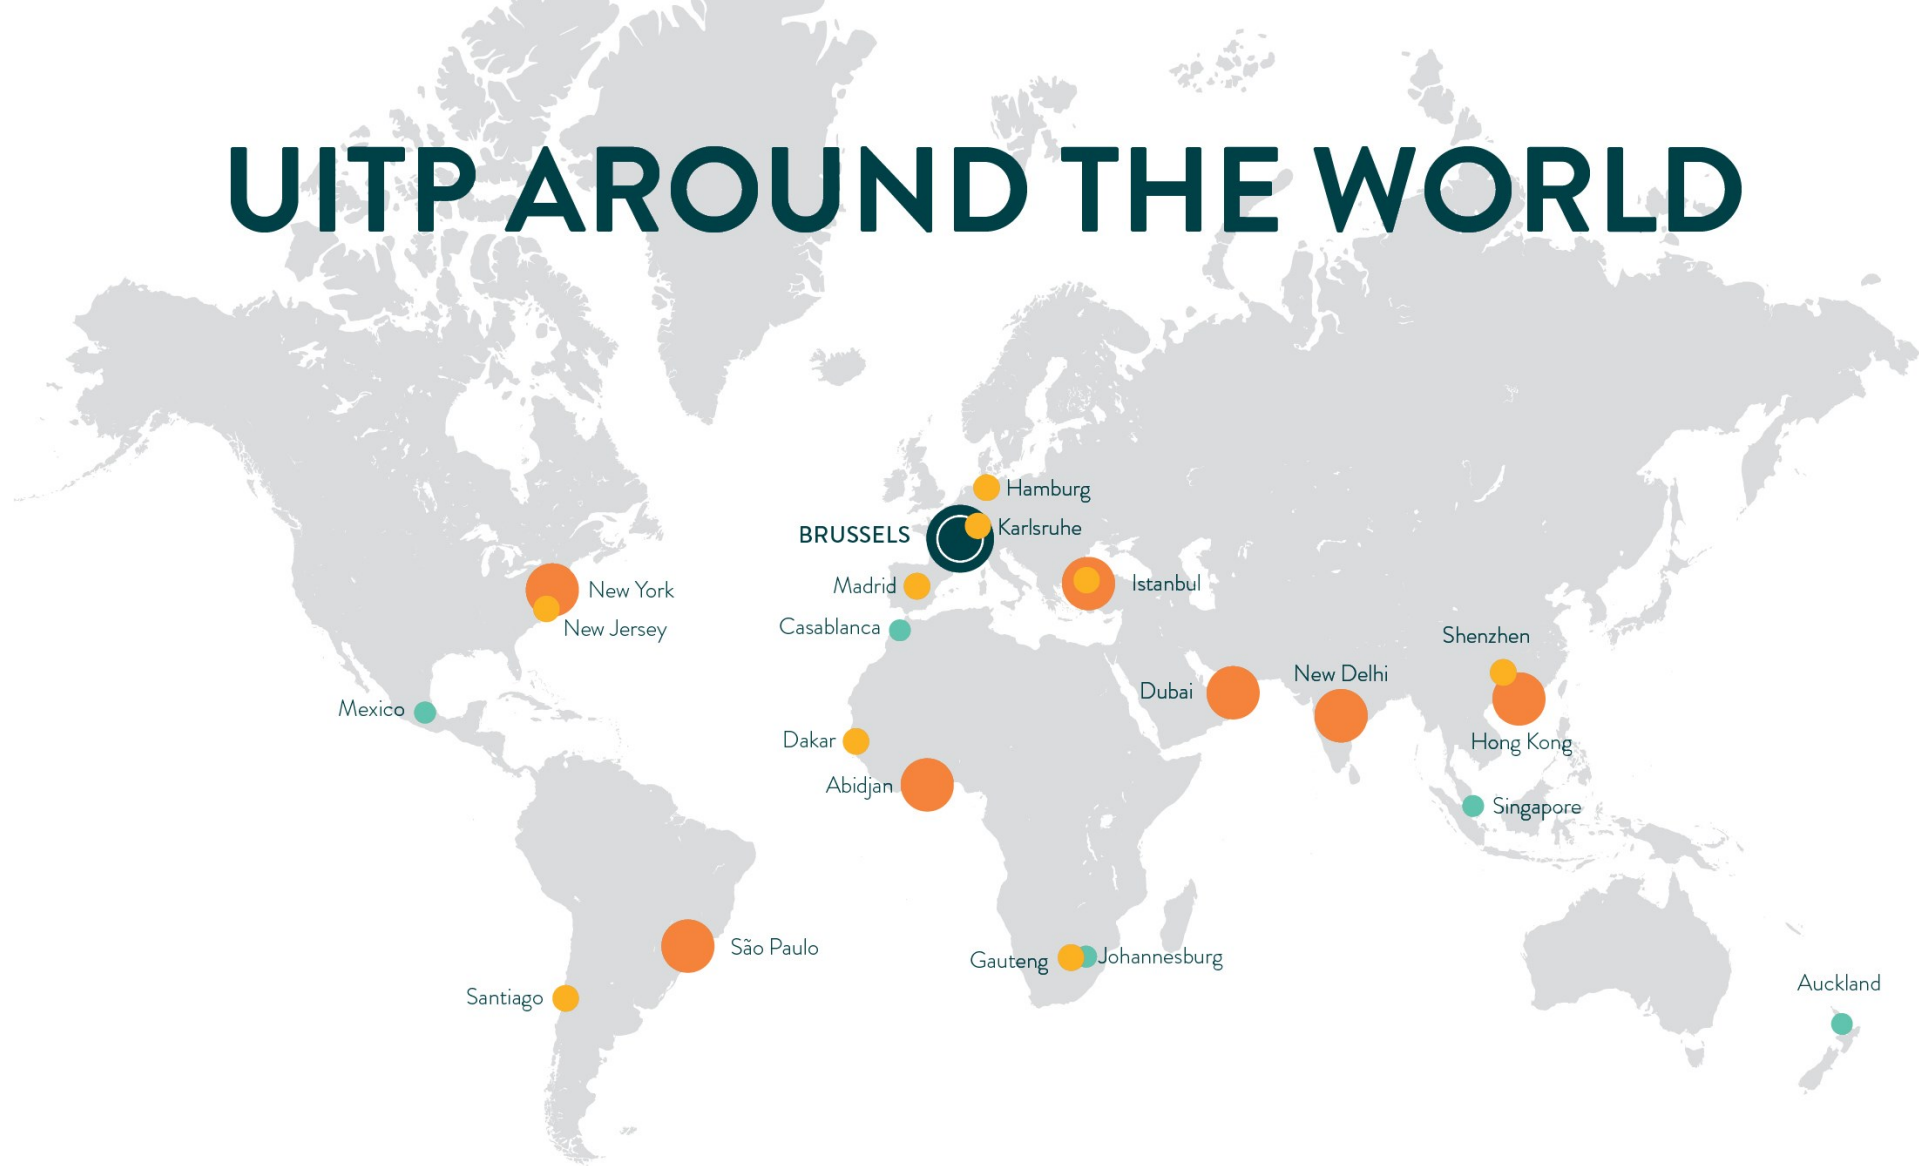 UITP AROUND THE WORLD
Hamburg
Karlsruhe
BRUSSELS
Madrid
Istanbul
New York
New Jersey
Casablanca
Shenzhen
New Delhi
Dubai
Mexico
Dakar
Hong Kong
Abidjan
Singapore
São Paulo
Gauteng
Johannesburg
Santiago
Auckland